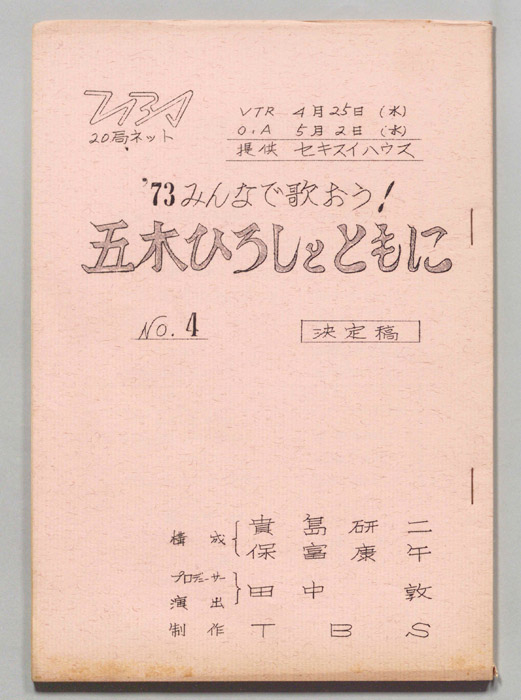 TBS
20局ネット
VTR 4月25日(水)
O.A 5月2日(水)
提供 セキスイハウス
'73みんなで歌おう!
五木ひろしとともに
No. 4
決定稿
構成 貴島研二
保富康午
プロデューサー
演出 田中敦
制作 TBS